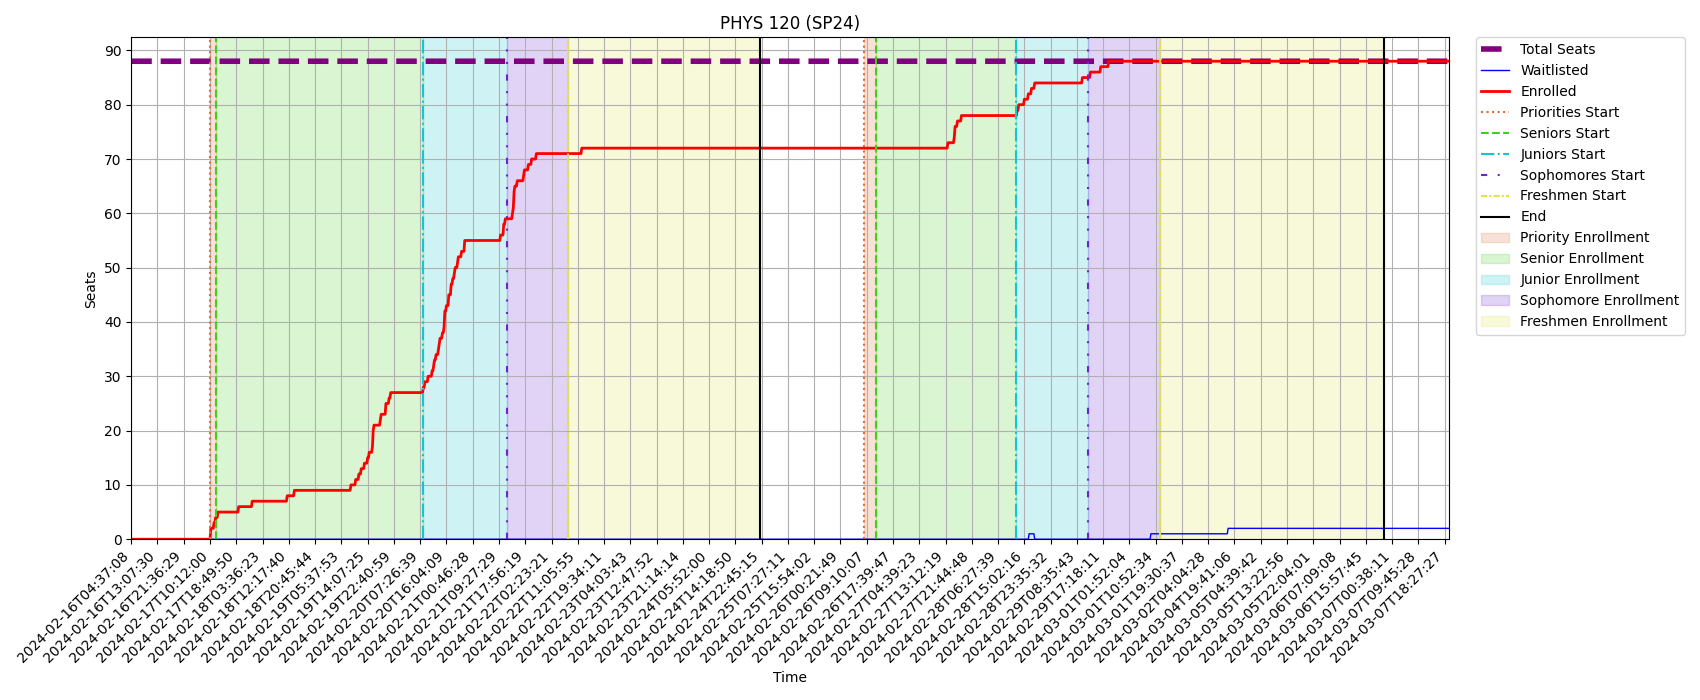 PHYS 120 (SP24)
Seats
90
80
70
60
50
40
30
20
10
0
2024-02-16T04:37:08
2024-02-16T13:07:30
2024-02-16T21:36:29
2024-02-17T10:12:00
2024-02-17T18:49:50
2024-02-18T03:36:23
2024-02-18T12:17:40
2024-02-18T20:45:44
2024-02-19T05:37:53
2024-02-19T14:07:25
2024-02-19T22:40:59
2024-02-20T07:26:39
2024-02-20T16:04:09
2024-02-21T00:46:28
2024-02-21T09:27:29
2024-02-21T17:56:19
2024-02-22T02:23:21
2024-02-22T11:05:55
2024-02-22T19:34:11
2024-02-23T04:03:43
2024-02-23T12:47:52
2024-02-23T21:14:14
2024-02-24T05:52:00
2024-02-24T14:18:50
2024-02-24T22:45:15
2024-02-25T07:27:11
2024-02-25T15:54:02
2024-02-26T00:21:49
2024-02-26T09:10:07
2024-02-26T17:39:47
2024-02-27T04:39:23
2024-02-27T13:12:19
2024-02-27T21:44:48
2024-02-28T06:27:39
2024-02-28T15:02:16
2024-02-28T23:35:32
2024-02-29T08:35:43
2024-02-29T17:18:11
2024-03-01T01:52:04
2024-03-01T10:52:34
2024-03-01T19:30:37
2024-03-02T04:04:28
2024-03-04T19:41:06
2024-03-05T04:39:42
2024-03-05T13:22:56
2024-03-05T22:04:01
2024-03-06T07:09:08
2024-03-06T15:57:45
2024-03-07T00:38:11
2024-03-07T09:45:28
2024-03-07T18:27:27
Time
Total Seats
Waitlisted
Enrolled
Priorities Start
Seniors Start
Juniors Start
Sophomores Start
Freshmen Start
End
Priority Enrollment
Senior Enrollment
Junior Enrollment
Sophomore Enrollment
Freshmen Enrollment